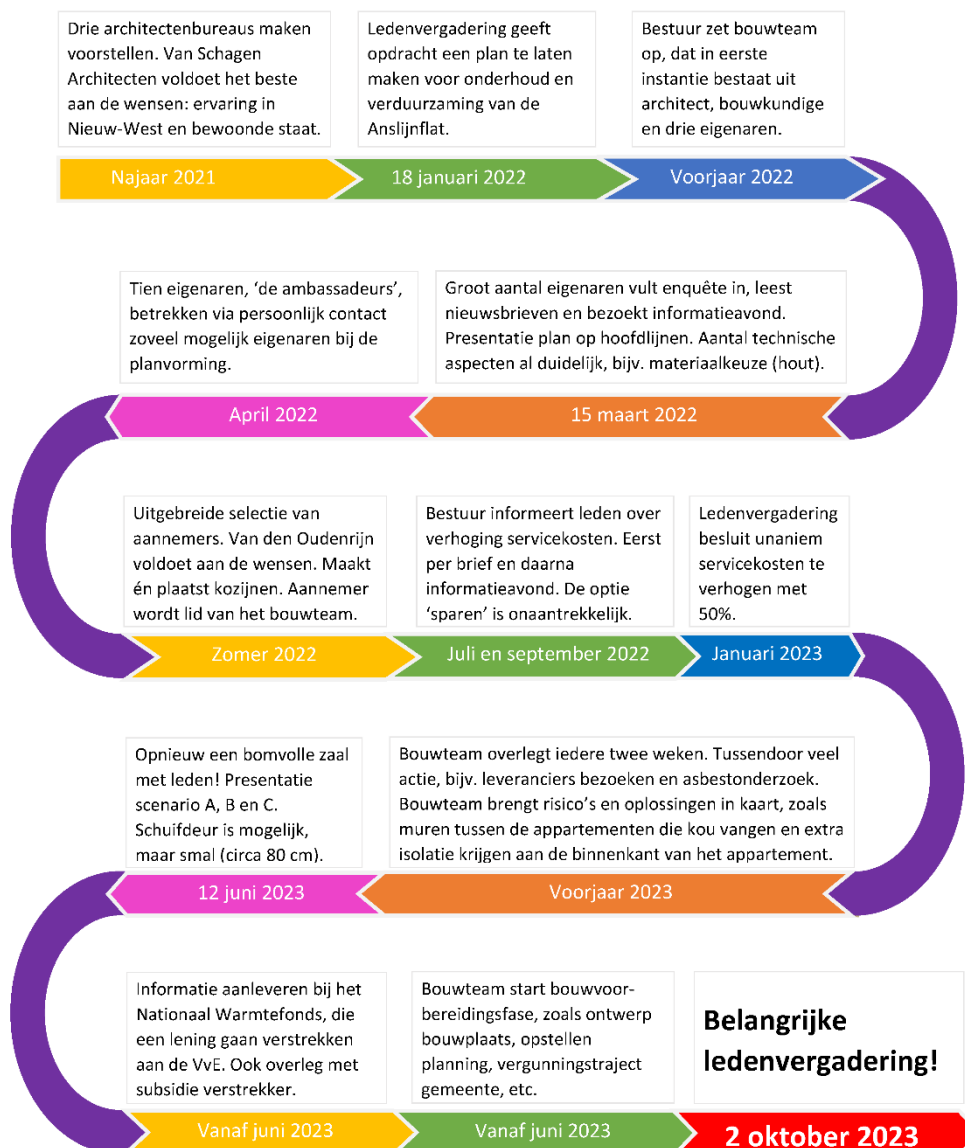 Drie architectenbureaus maken
voorstellen. Van Schagen
Architecten voldoet het beste
aan de wensen: ervaring in
Nieuw-West en bewoonde staat.
Najaar 2021
Ledenvergadering geeft
opdracht een plan te laten
maken voor onderhoud en
verduurzaming van de
Anslijnflat.
18 januari 2022
Bestuur zet bouwteam
op, dat in eerste
instantie bestaat uit
architect, bouwkundige
en drie eigenaren.
Voorjaar 2022
Groot aantal eigenaren vult enquête in, leest
nieuwsbrieven en bezoekt informatieavond.
Presentatie plan op hoofdlijnen. Aantal technische
aspecten al duidelijk, bijv. materiaalkeuze (hout).
15 maart 2022
Tien eigenaren, ‘de ambassadeurs’,
betrekken via persoonlijk contact
zoveel mogelijk eigenaren bij de
planvorming.
April 2022
Uitgebreide selectie van
aannemers. Van den Oudenrijn
voldoet aan de wensen. Maakt
én plaatst kozijnen. Aannemer
wordt lid van het bouwteam.
Zomer 2022
Bestuur informeert leden over
verhoging servicekosten. Eerst
per brief en daarna
informatieavond. De optie
‘sparen’ is onaantrekkelijk.
Juli en september 2022
Ledenvergadering
besluit unaniem
servicekosten te
verhogen met
50%.
Januari 2023
Bouwteam overlegt iedere twee weken. Tussendoor veel
actie, bijv. leveranciers bezoeken en asbestonderzoek.
Bouwteam brengt risico’s en oplossingen in kaart, zoals
muren tussen de appartementen die kou vangen en extra
isolatie krijgen aan de binnenkant van het appartement.
Voorjaar 2023
Opnieuw een bomvolle zaal
met leden! Presentatie
scenario A, B en C.
Schuifdeur is mogelijk,
maar smal (circa 80 cm).
12 juni 2023
Informatie aanleveren bij het
Nationaal Warmtefonds, die
een lening gaan verstrekken
aan de VvE. Ook overleg met
subsidie verstrekker.
Vanaf juni 2023
Bouwteam start bouwvoor-
bereidingsfase, zoals ontwerp
bouwplaats, opstellen
planning, vergunningstraject
gemeente, etc.
Vanaf juni 2023
Belangrijke
ledenvergadering!
2 oktober 2023